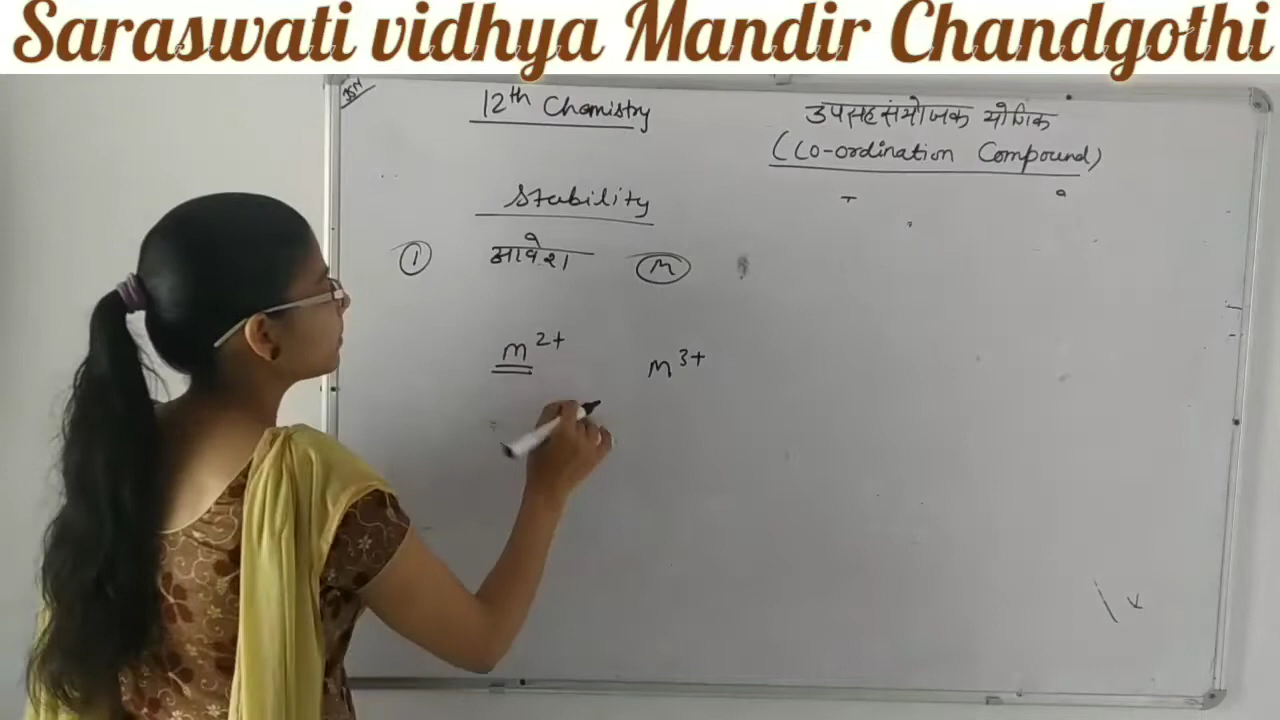 Saraswati vidhya Mandir Chandgothi
12th Chemistry
उपसहसंयोजक यौगिक
(Co-ordination Compound)
Stability
① आवेश (m)
m²⁺ m³⁺